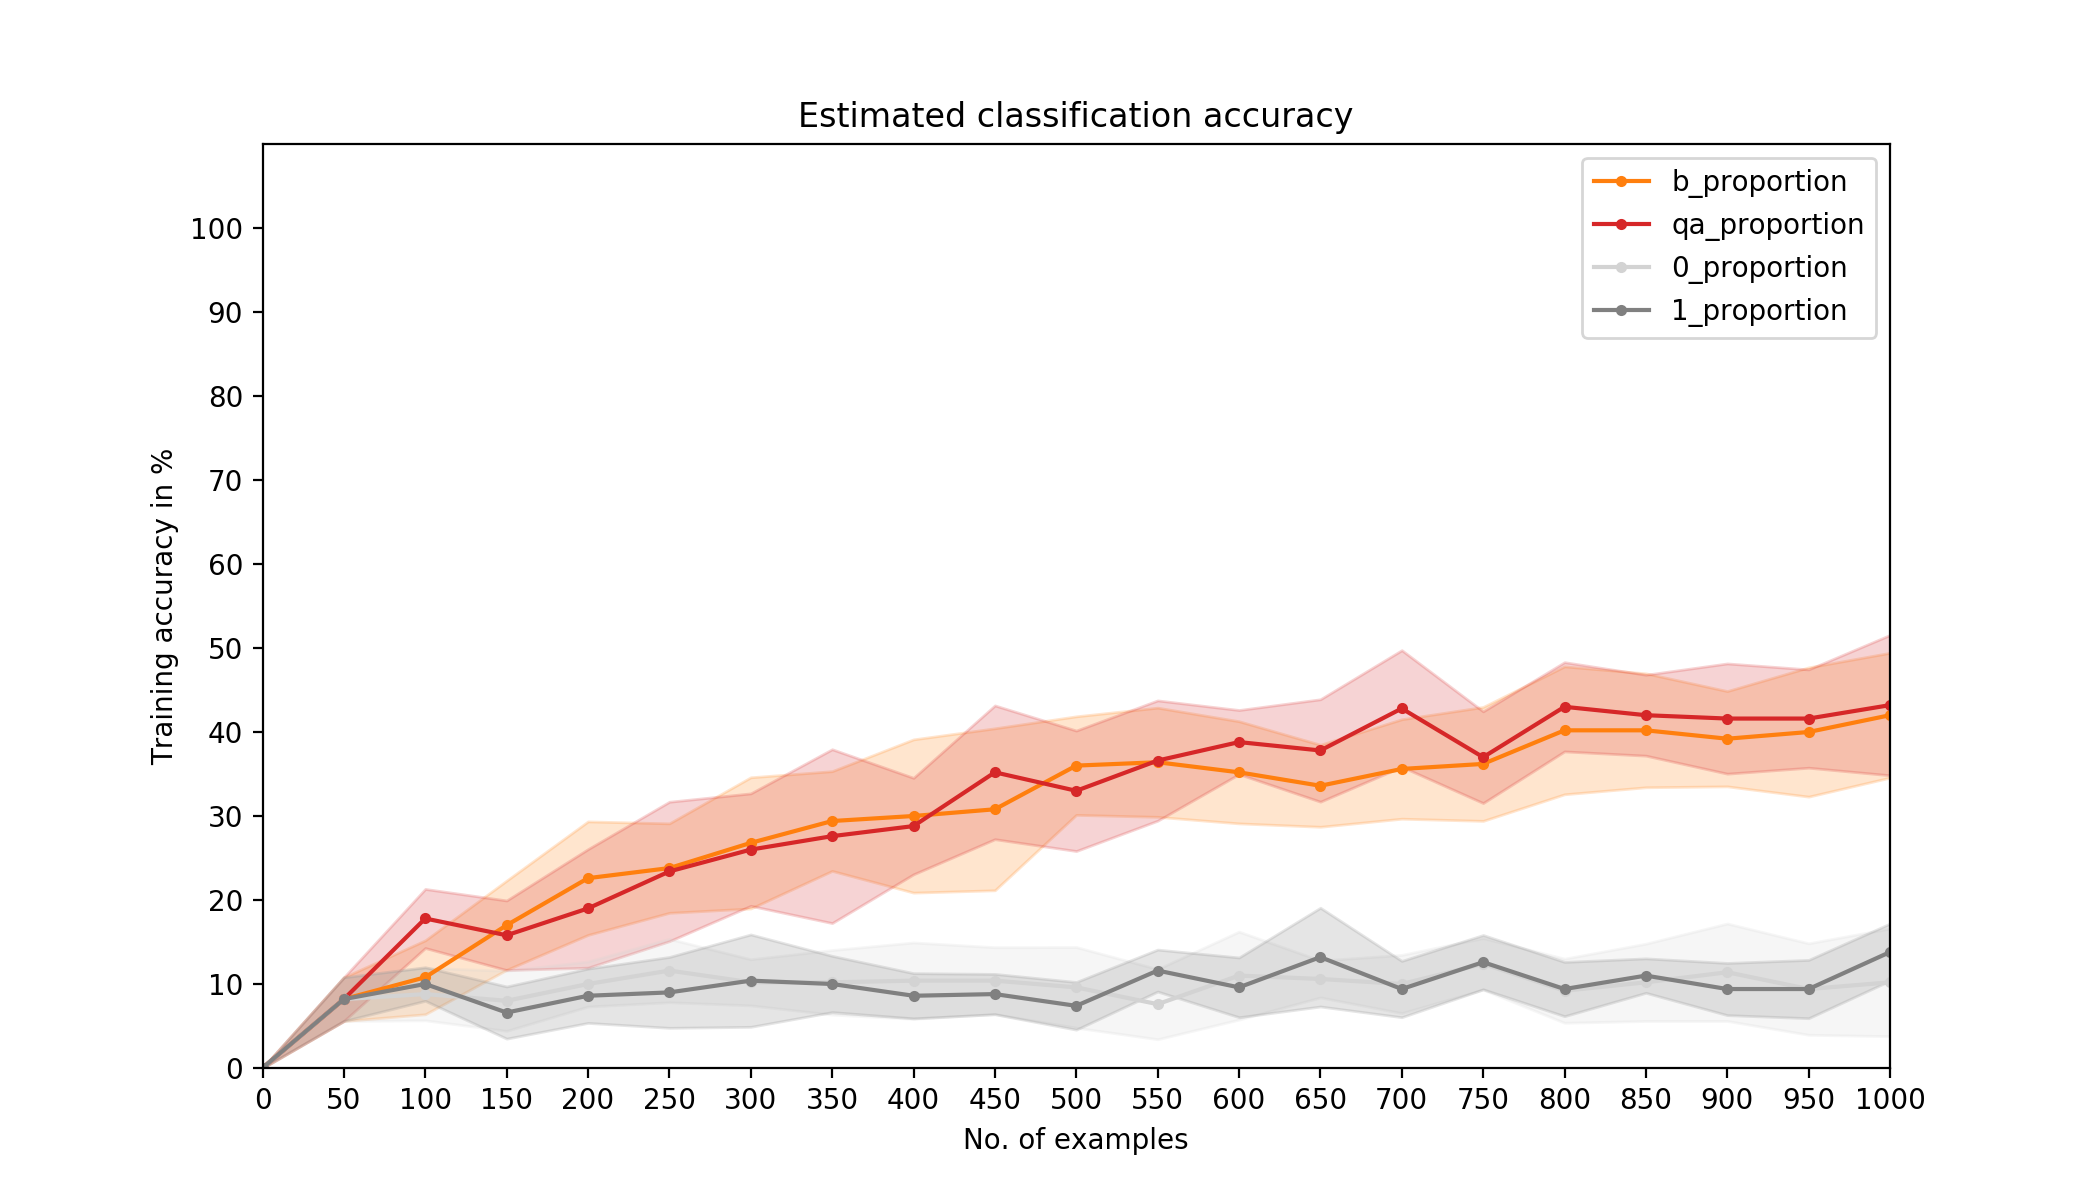 Estimated classification accuracy
b_proportion
qa_proportion
0_proportion
1_proportion
100
90
80
70
60
50
40
30
20
10
0
Training accuracy in %
0 50 100 150 200 250 300 350 400 450 500 550 600 650 700 750 800 850 900 950 1000
No. of examples